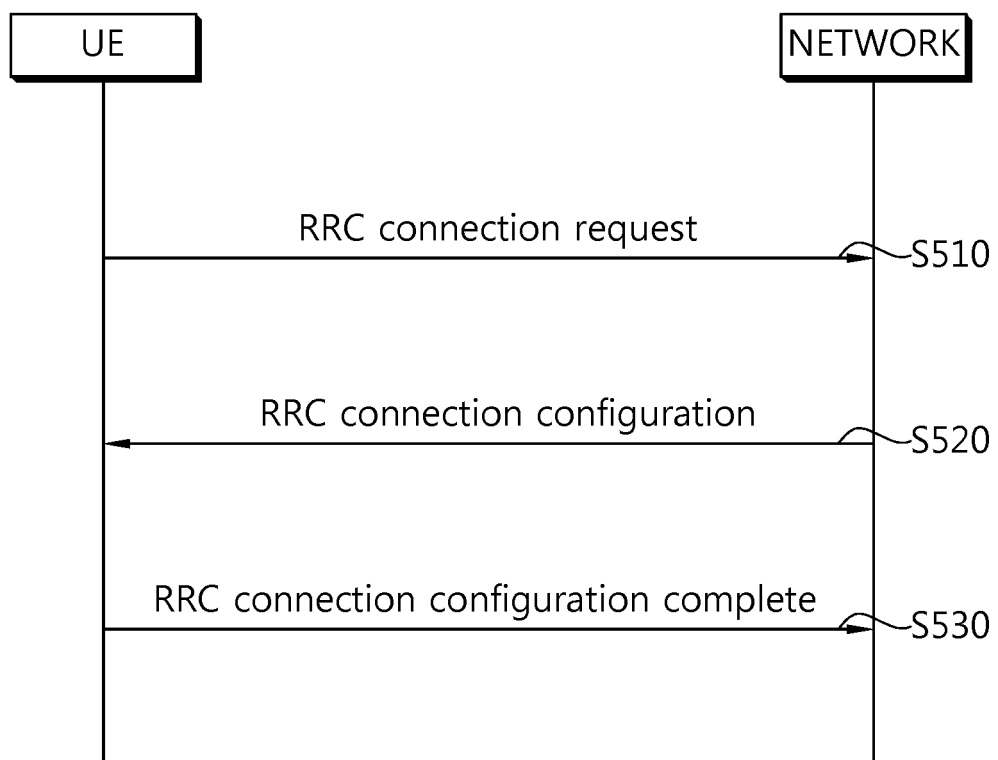 UE
NETWORK
RRC connection request
S510
RRC connection configuration
S520
RRC connection configuration complete
S530